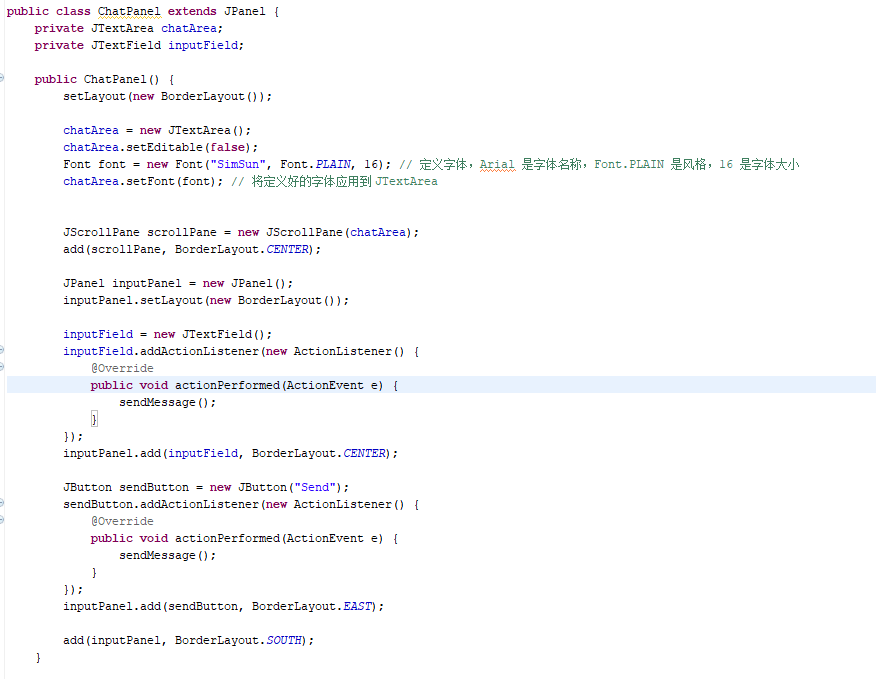 public class ChatPanel extends JPanel {
    private JTextArea chatArea;
    private JTextField inputField;

    public ChatPanel() {
        setLayout(new BorderLayout());

        chatArea = new JTextArea();
        chatArea.setEditable(false);
        Font font = new Font("SimSun", Font.PLAIN, 16); // 定义字体，Arial 是字体名称，Font.PLAIN 是风格，16 是字体大小
        chatArea.setFont(font); // 将定义好的字体应用到 JTextArea


        JScrollPane scrollPane = new JScrollPane(chatArea);
        add(scrollPane, BorderLayout.CENTER);

        JPanel inputPanel = new JPanel();
        inputPanel.setLayout(new BorderLayout());

        inputField = new JTextField();
        inputField.addActionListener(new ActionListener() {
            @Override
            public void actionPerformed(ActionEvent e) {
                sendMessage();
            }
        });
        inputPanel.add(inputField, BorderLayout.CENTER);

        JButton sendButton = new JButton("Send");
        sendButton.addActionListener(new ActionListener() {
            @Override
            public void actionPerformed(ActionEvent e) {
                sendMessage();
            }
        });
        inputPanel.add(sendButton, BorderLayout.EAST);

        add(inputPanel, BorderLayout.SOUTH);
    }